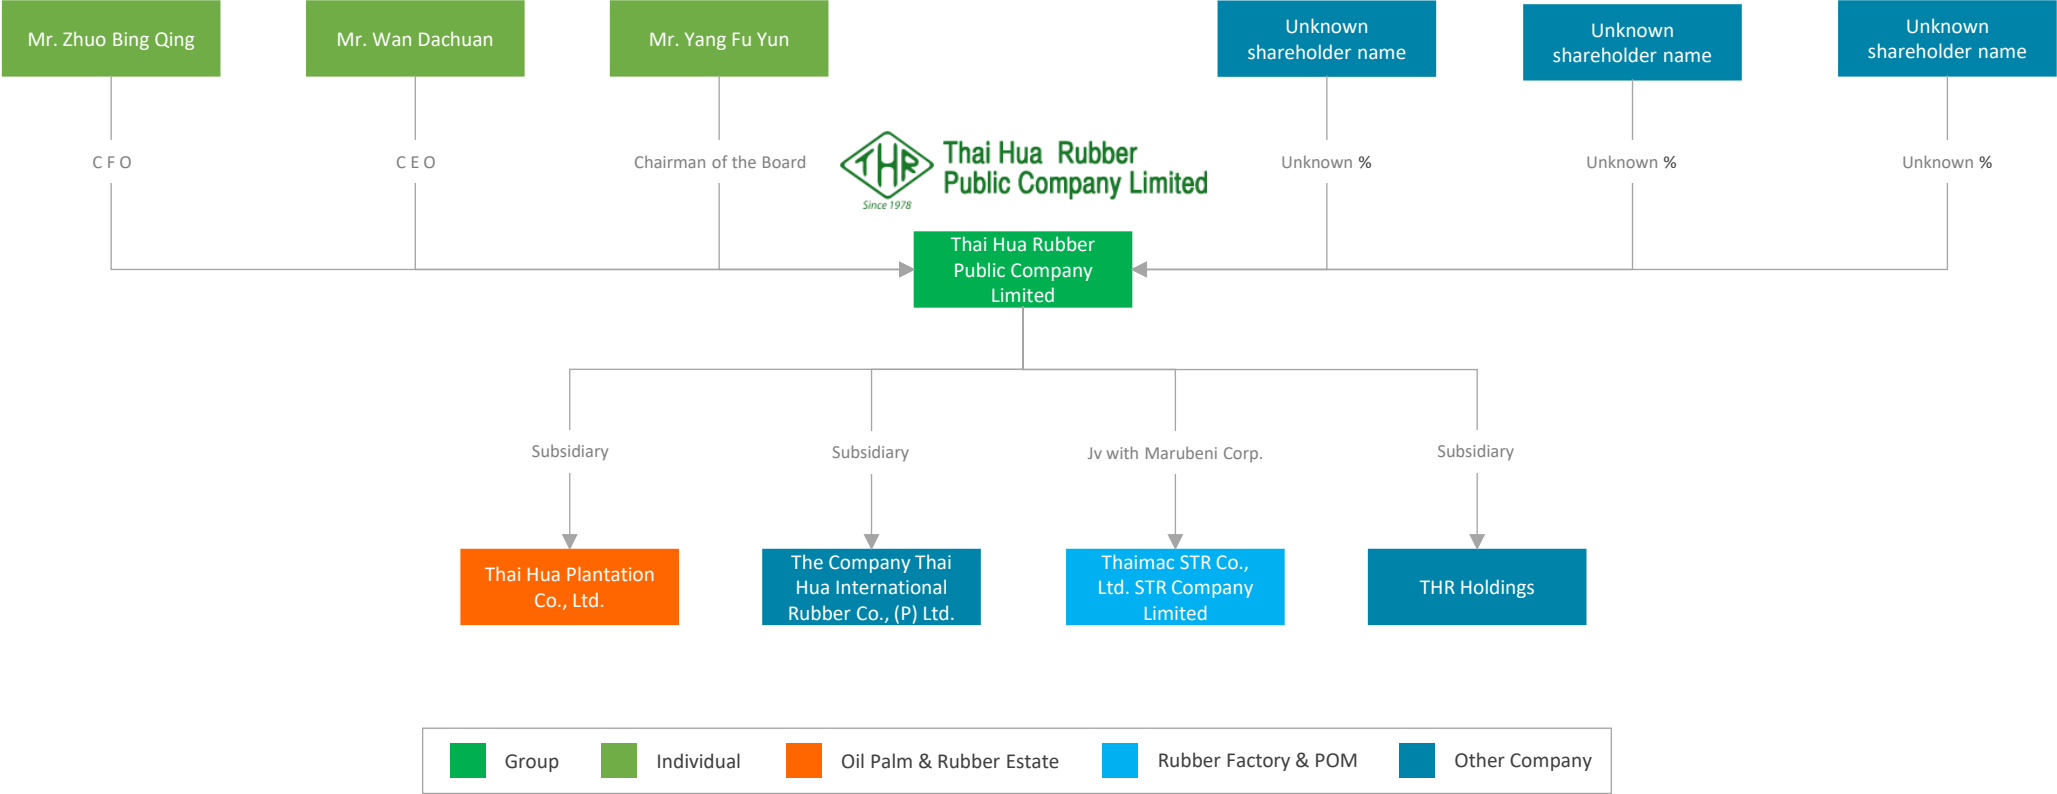 Mr. Zhuo Bing Qing
Mr. Wan Dachuan
Mr. Yang Fu Yun
Unknown
shareholder name
Unknown
shareholder name
Unknown
shareholder name
C F O
C E O
Chairman of the Board
THR
Since 1978
Thai Hua Rubber
Public Company Limited
Unknown %
Unknown %
Unknown %
Thai Hua Rubber
Public Company
Limited
Subsidiary
Subsidiary
Jv with Marubeni Corp.
Subsidiary
Thai Hua Plantation
Co., Ltd.
The Company Thai
Hua International
Rubber Co., (P) Ltd.
Thaimac STR Co.,
Ltd. STR Company
Limited
THR Holdings
Group
Individual
Oil Palm & Rubber Estate
Rubber Factory & POM
Other Company